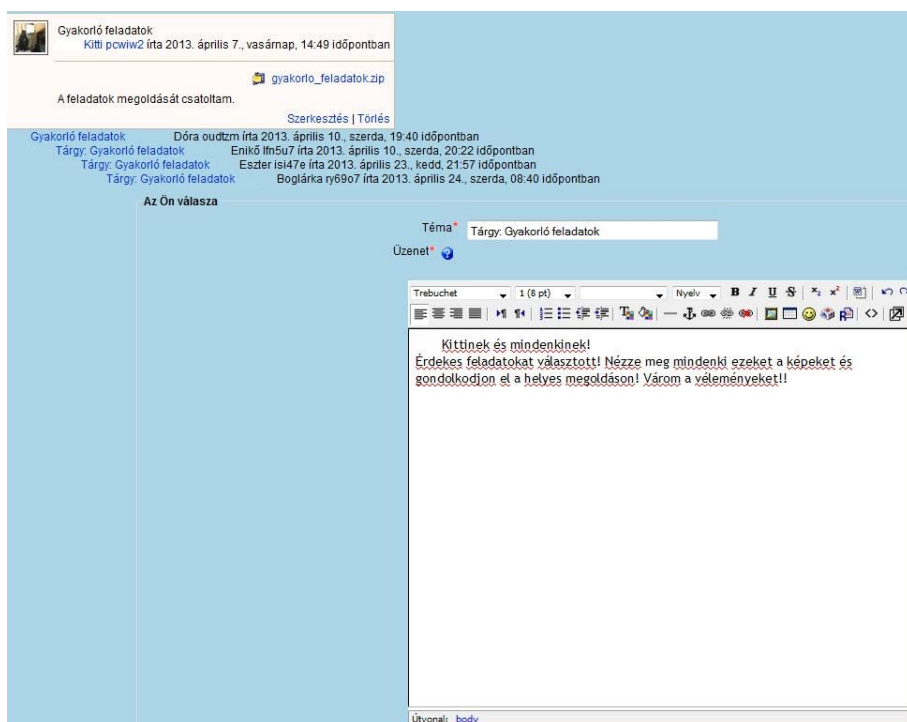 Gyakorló feladatok
Kitti pcwiw2 írta 2013. április 7., vasárnap, 14:49 időpontban
gyakorlo_feladatok.zip
A feladatok megoldását csatoltam.
Szerkesztés | Törlés
Gyakorló feladatok Dóra oudtzm írta 2013. április 10., szerda, 19:40 időpontban
Tárgy: Gyakorló feladatok Enikő lfn5u7 írta 2013. április 10., szerda, 20:22 időpontban
Tárgy: Gyakorló feladatok Eszter isi47e írta 2013. április 23., kedd, 21:57 időpontban
Tárgy: Gyakorló feladatok Boglárka ry69o7 írta 2013. április 24., szerda, 08:40 időpontban
Az Ön válasza
Téma* Tárgy: Gyakorló feladatok
Üzenet*
Trebuchet 1 (8 pt) Nyelv B I U S x₂ x²
Kittinek és mindenkinek!
Érdekes feladatokat választott! Nézze meg mindenki ezeket a képeket és
gondolkodjon el a helyes megoldáson! Várom a véleményeket!!
Útvonal: body